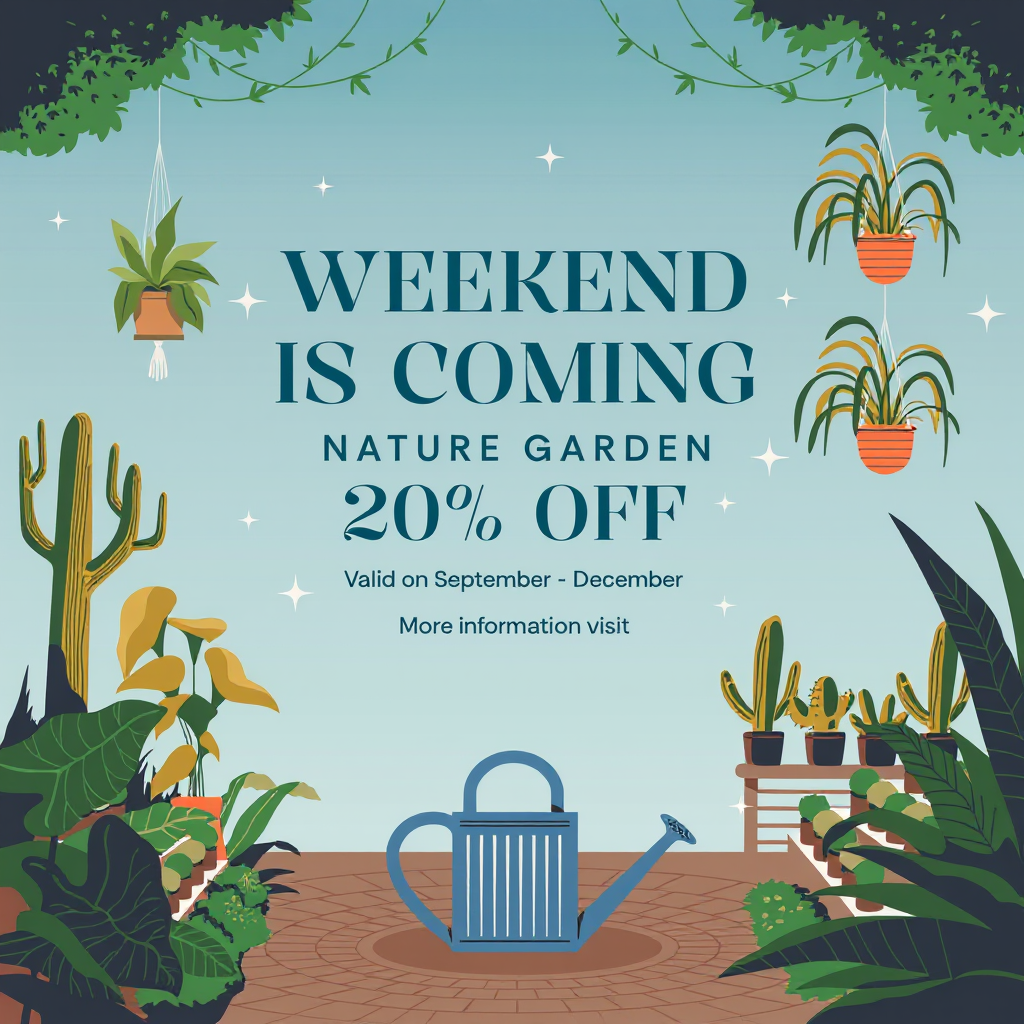 WEEKEND
IS COMING
NATURE GARDEN
20% OFF
Valid on September - December
More information visit